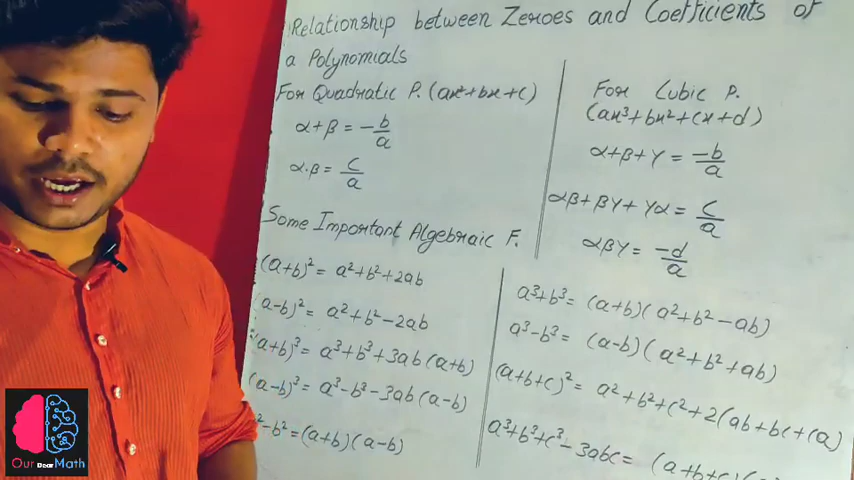 Relationship between Zeroes and Coefficients of
a Polynomials
For Quadratic P. (ax²+bx+c)
α+β = -b/a
α.β = c/a
For Cubic P.
(ax³+bx²+cx+d)
α+β+γ = -b/a
αβ+βγ+γα = c/a
αβγ = -d/a
Some Important Algebraic F.
(a+b)² = a²+b²+2ab
(a-b)² = a²+b²-2ab
(a+b)³ = a³+b³+3ab(a+b)
(a-b)³ = a³-b³-3ab(a-b)
²-b² = (a+b)(a-b)
a³+b³ = (a+b)(a²+b²-ab)
a³-b³ = (a-b)(a²+b²+ab)
(a+b+c)² = a²+b²+c²+2(ab+bc+ca)
a³+b³+c³-3abc = (a+b+c)(
Our Dear Math